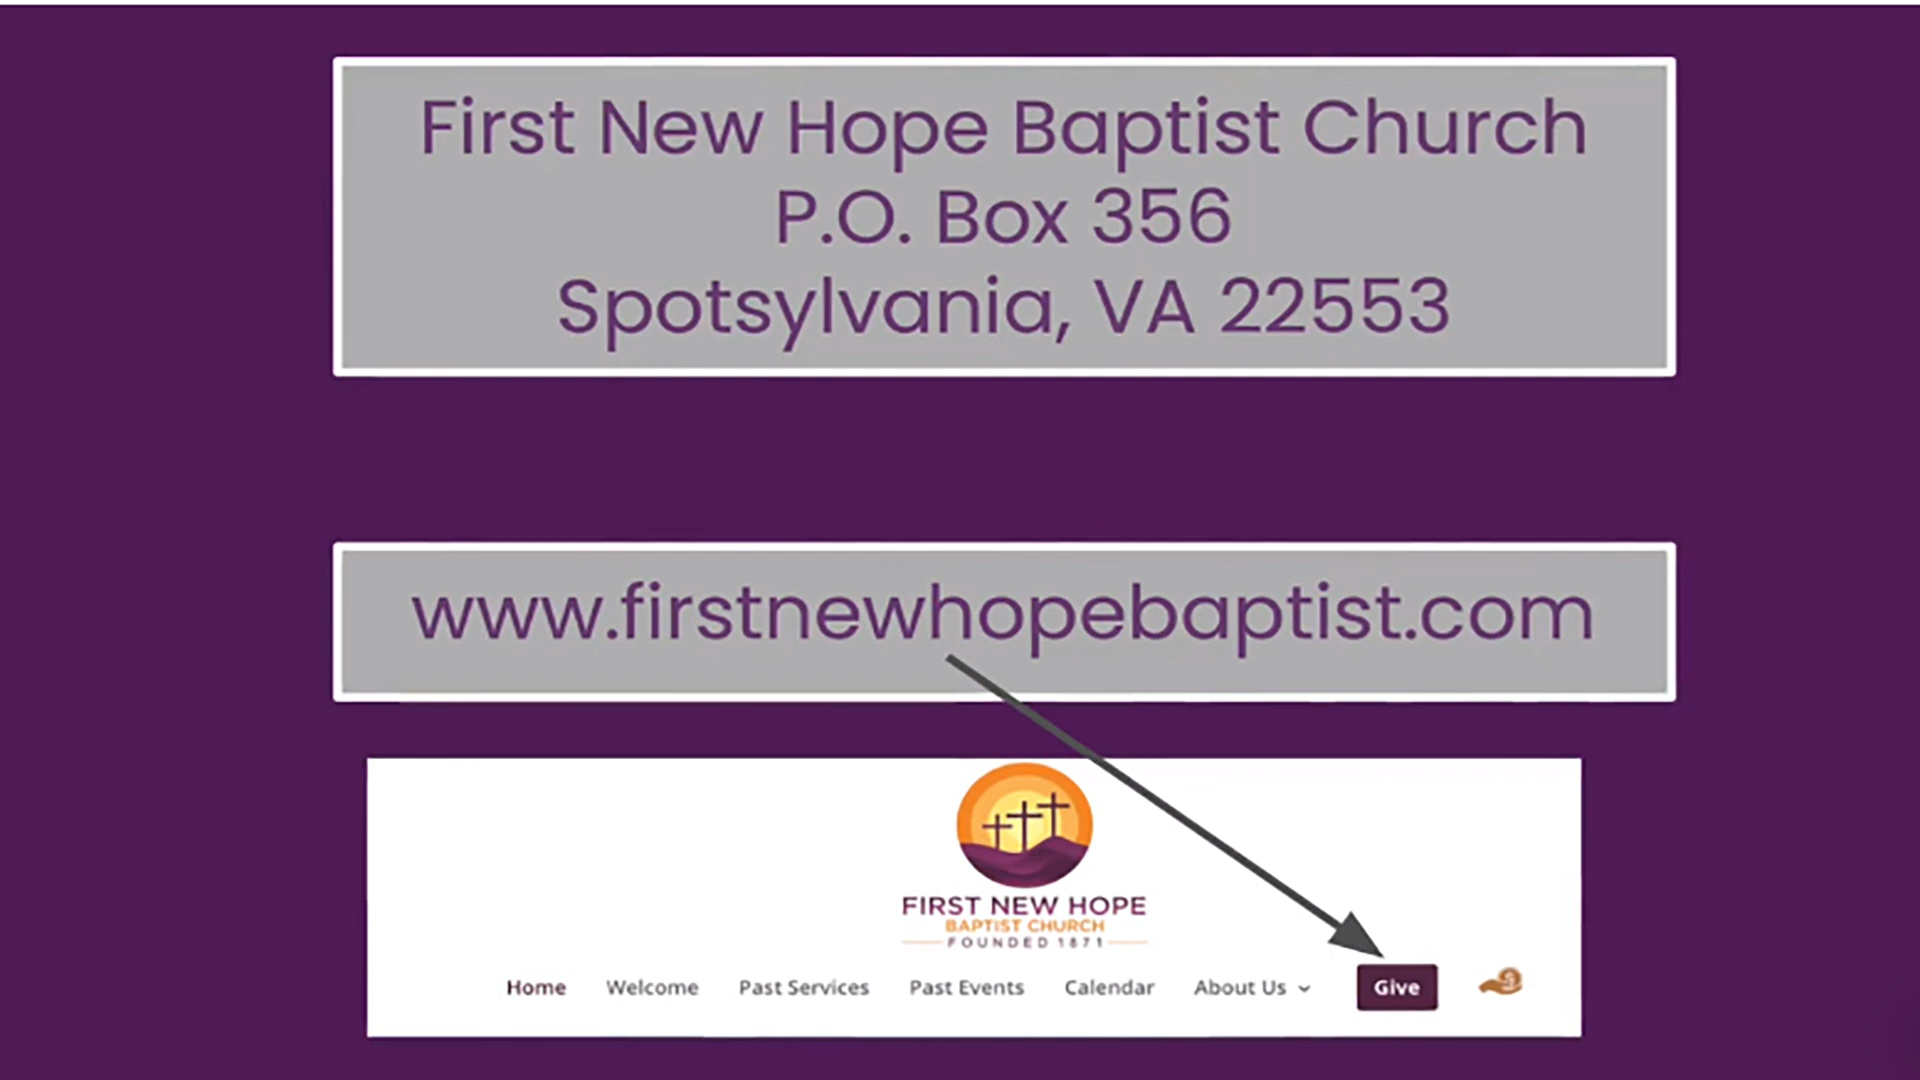 First New Hope Baptist Church
P.O. Box 356
Spotsylvania, VA 22553
www.firstnewhopebaptist.com
FIRST NEW HOPE
BAPTIST CHURCH
FOUNDED 1871
Home Welcome Past Services Past Events Calendar About Us Give